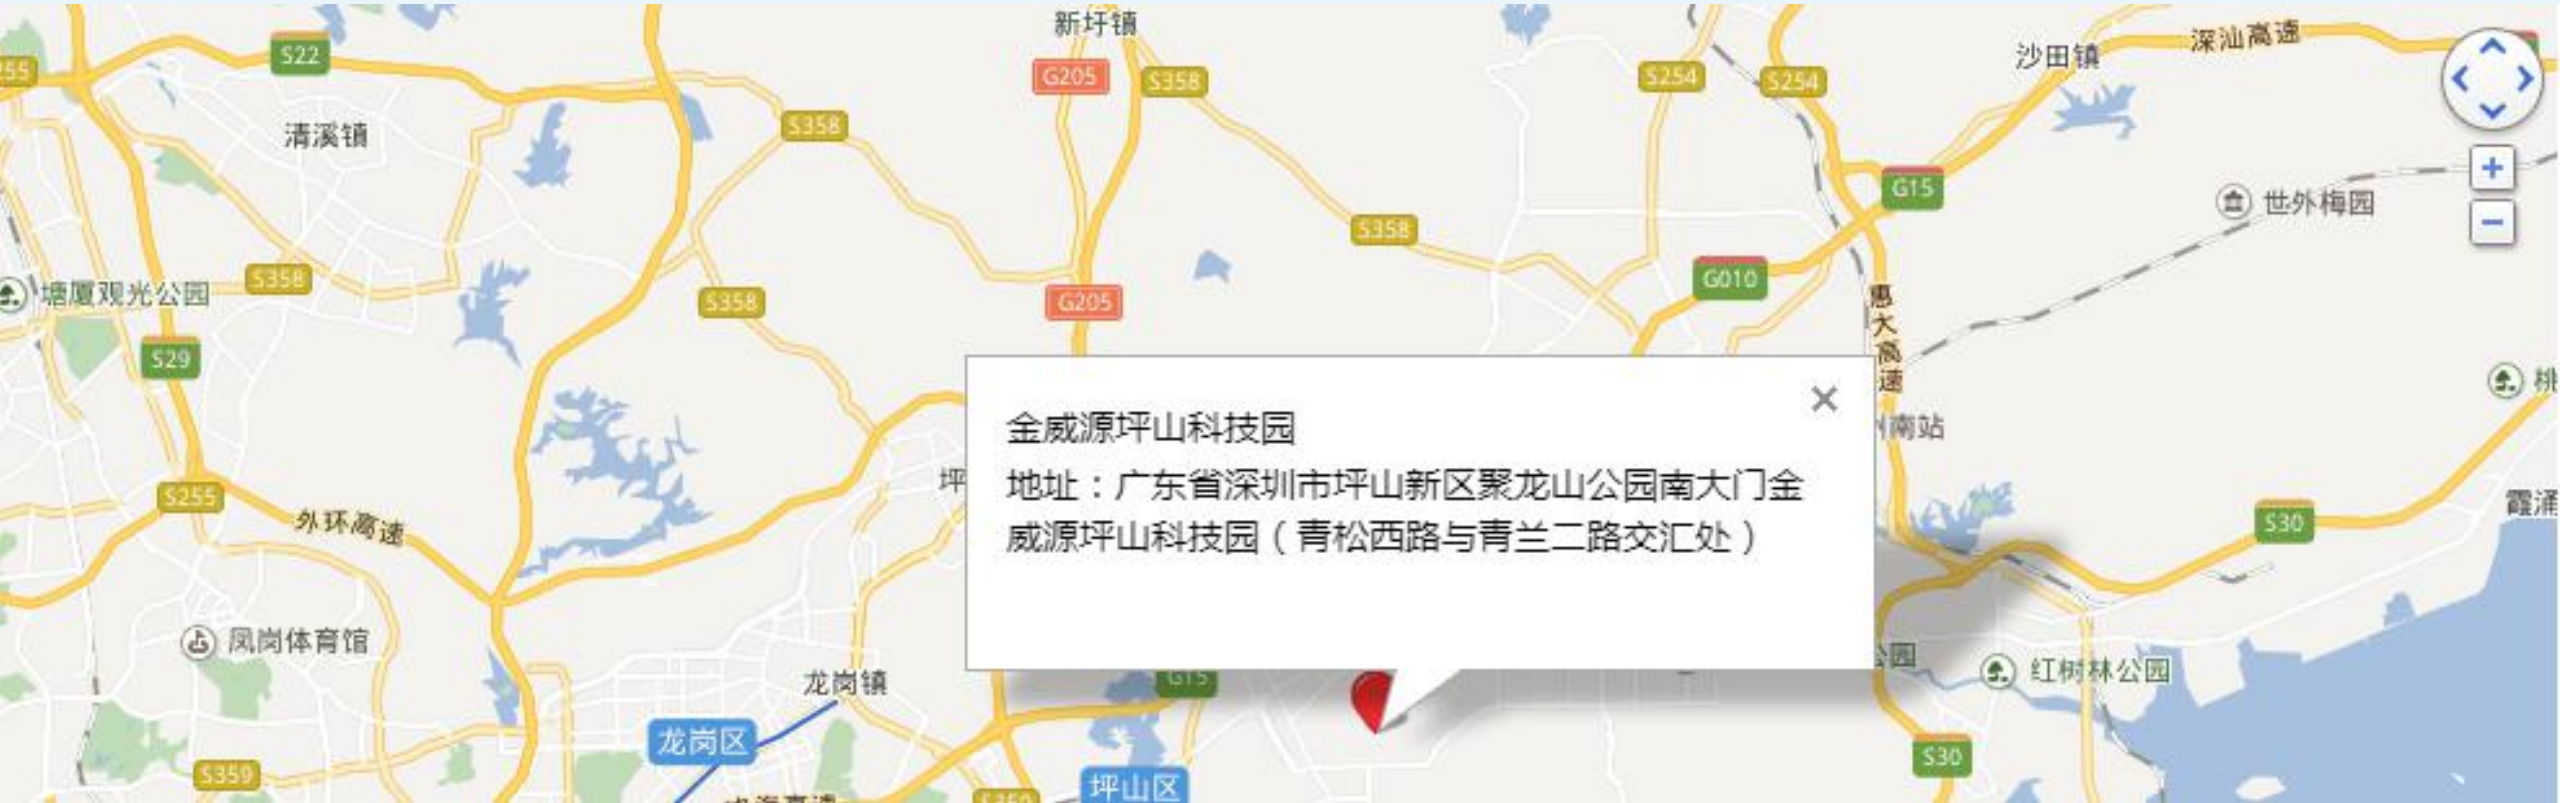 新圩镇
S22
深汕高速
沙田镇
255
G205
S358
S254
S254
清溪镇
S358
G15
世外梅园
S358
塘厦观光公园
S358
G010
S358
G205
惠大高速
S29
桃
金威源坪山科技园
州南站
坪
地址：广东省深圳市坪山新区聚龙山公园南大门金
威源坪山科技园（青松西路与青兰二路交汇处）
S255
外环高速
S30
霞涌
凤岗体育馆
公园
红树林公园
龙岗镇
G15
龙岗区
S30
S359
坪山区